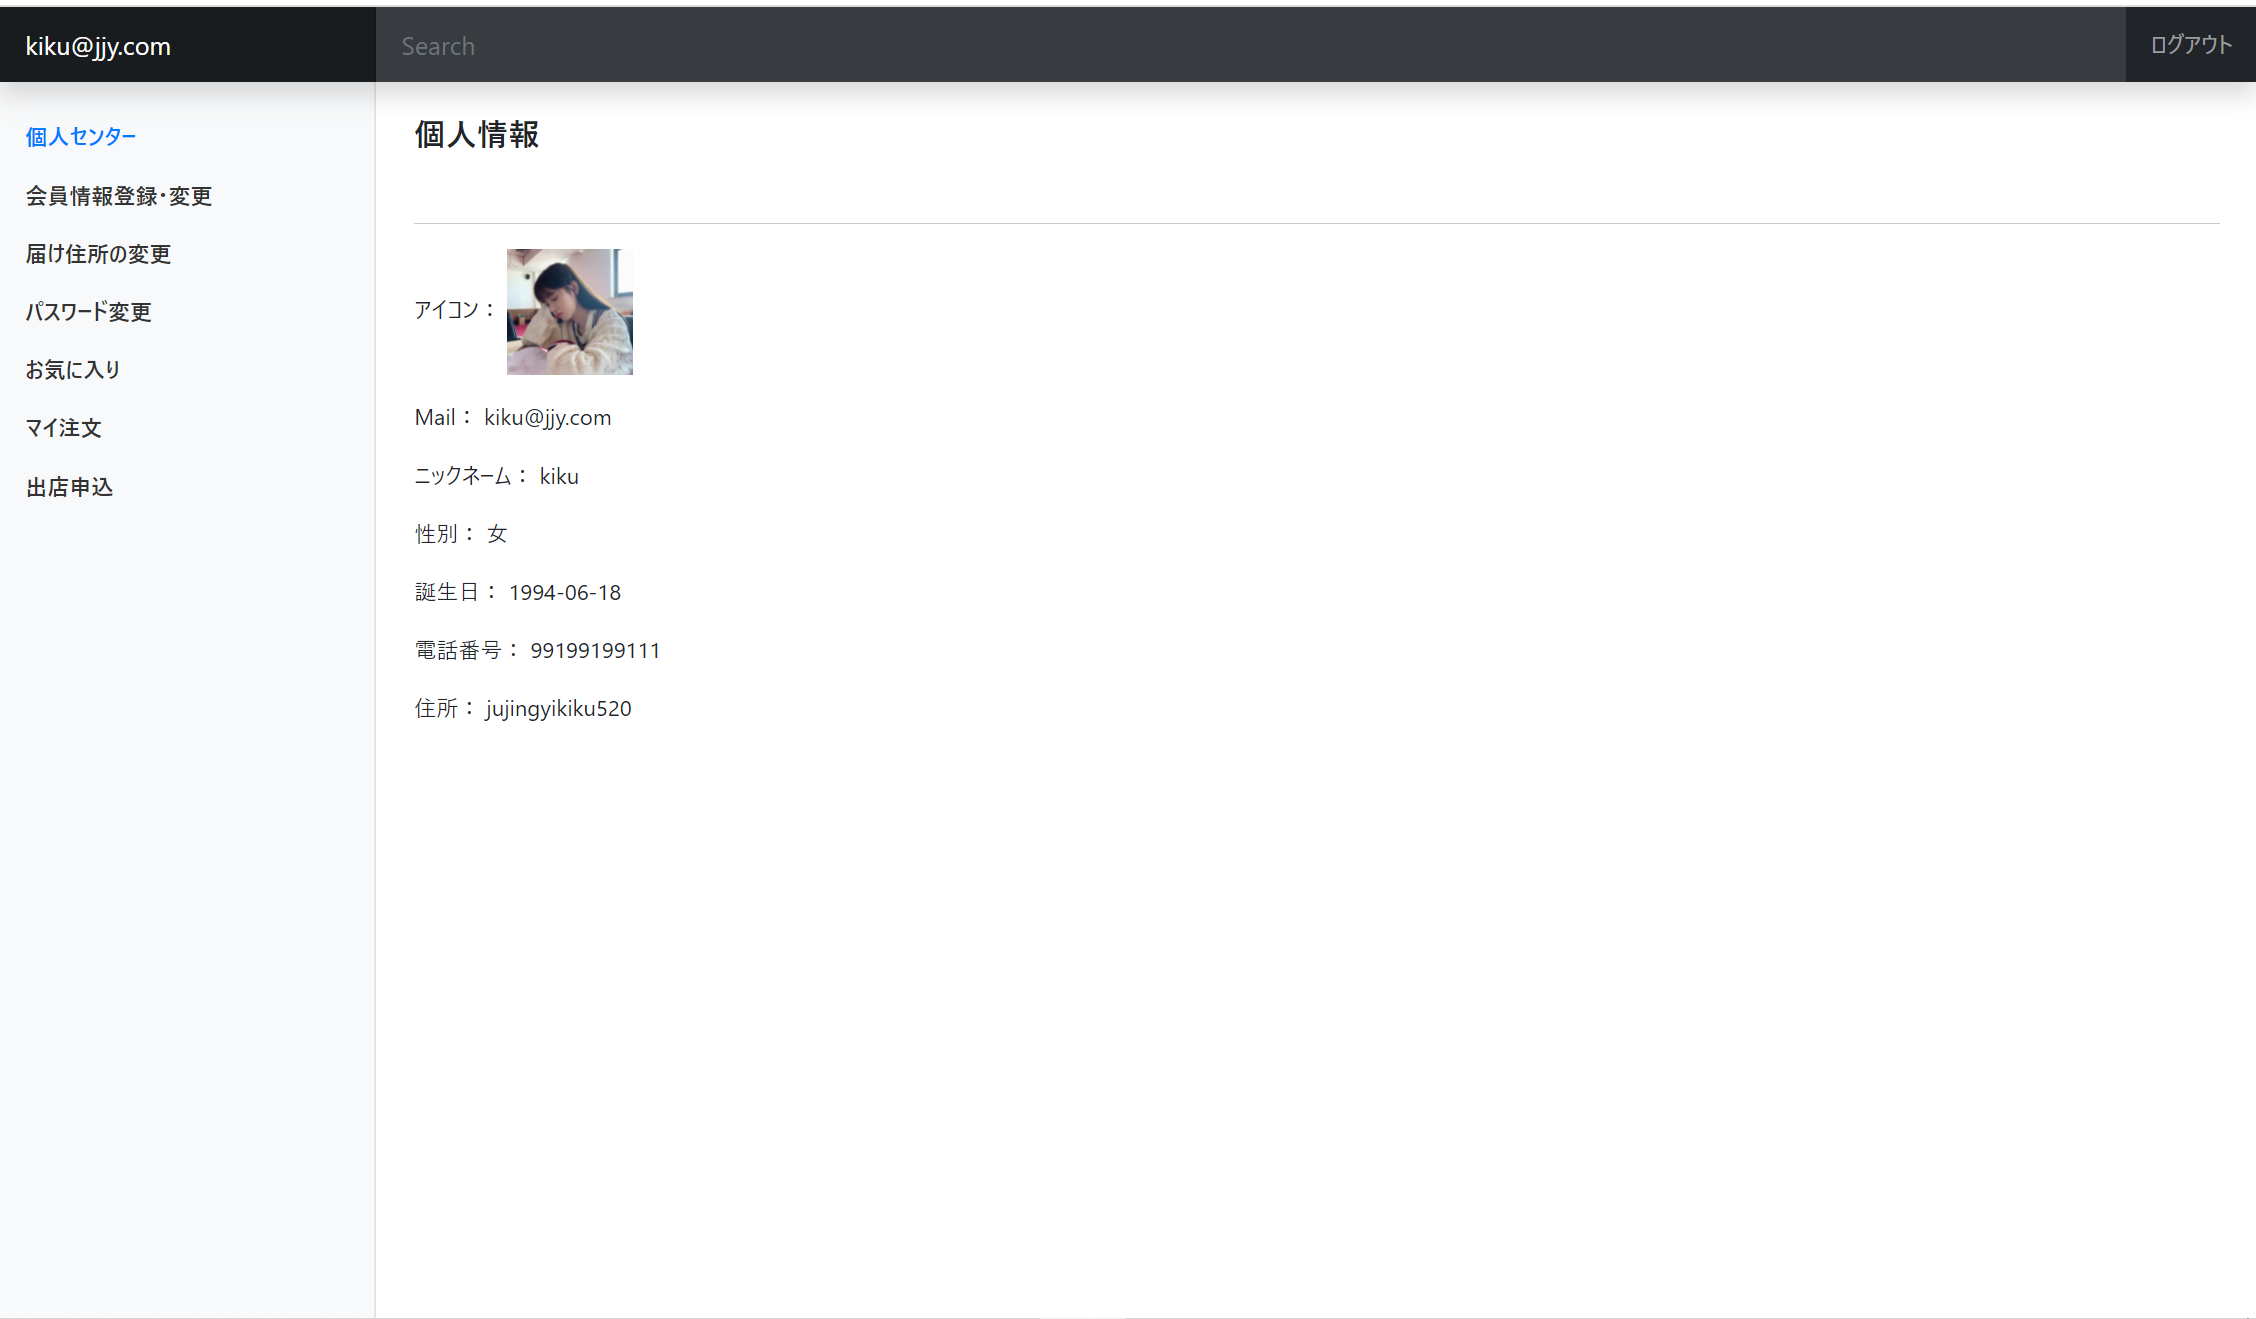 kiku@jjy.com
Search
ログアウト
個人センター
会員情報登録・変更
届け住所の変更
パスワード変更
お気に入り
マイ注文
出店申込
個人情報
アイコン：
Mail： kiku@jjy.com
ニックネーム： kiku
性別： 女
誕生日： 1994-06-18
電話番号： 99199199111
住所： jujingyikiku520